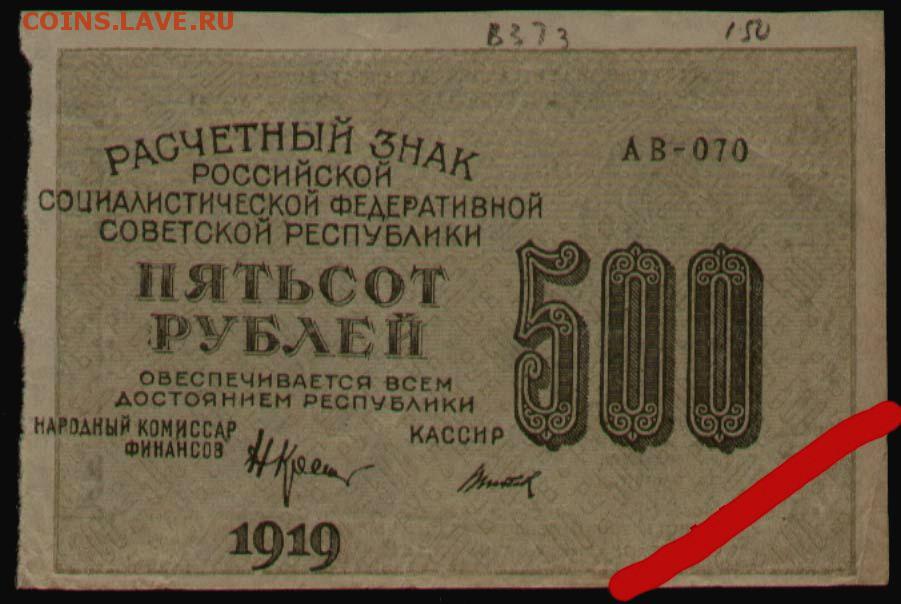 COINS.LAVE.RU
В373 150
РАСЧЕТНЫЙ ЗНАК
РОССИЙСКОЙ
СОЦИАЛИСТИЧЕСКОЙ ФЕДЕРАТИВНОЙ
СОВЕТСКОЙ РЕСПУБЛИКИ
АВ-070
ПЯТЬСОТ
РУБЛЕЙ
500
ОБЕСПЕЧИВАЕТСЯ ВСЕМ
ДОСТОЯНИЕМ РЕСПУБЛИКИ
НАРОДНЫЙ КОМИССАР
ФИНАНСОВ
КАССИР
1919